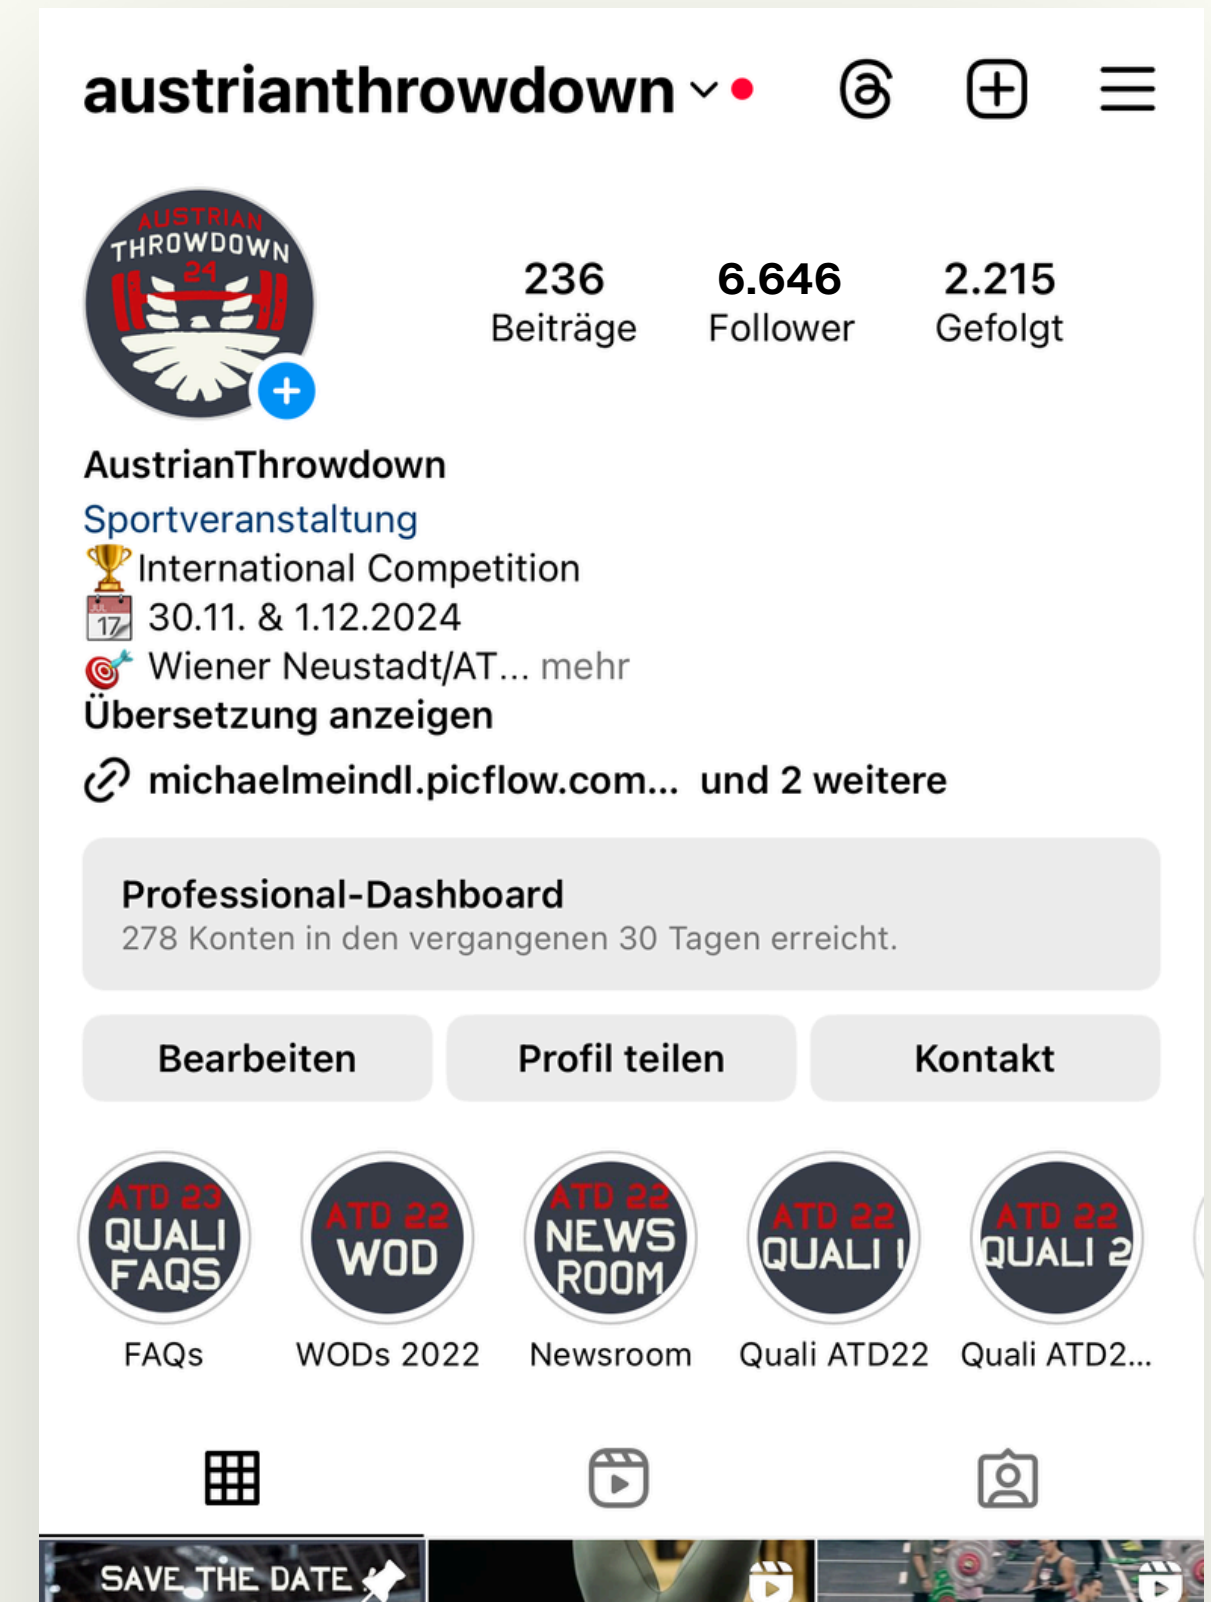 austrianthrowdown
AUSTRIAN
THROWDOWN
24
236 6.646 2.215
Beiträge Follower Gefolgt
AustrianThrowdown
Sportveranstaltung
🏆International Competition
📅 30.11. & 1.12.2024
🎯 Wiener Neustadt/AT... mehr
Übersetzung anzeigen
michaelmeindl.picflow.com... und 2 weitere
Professional-Dashboard
278 Konten in den vergangenen 30 Tagen erreicht.
Bearbeiten Profil teilen Kontakt
ATD 23
QUALI
FAQS
ATD 22
WOD
ATD 22
NEWS
ROOM
ATD 22
QUALI 1
ATD 22
QUALI 2
FAQs WODs 2022 Newsroom Quali ATD22 Quali ATD2...
SAVE THE DATE